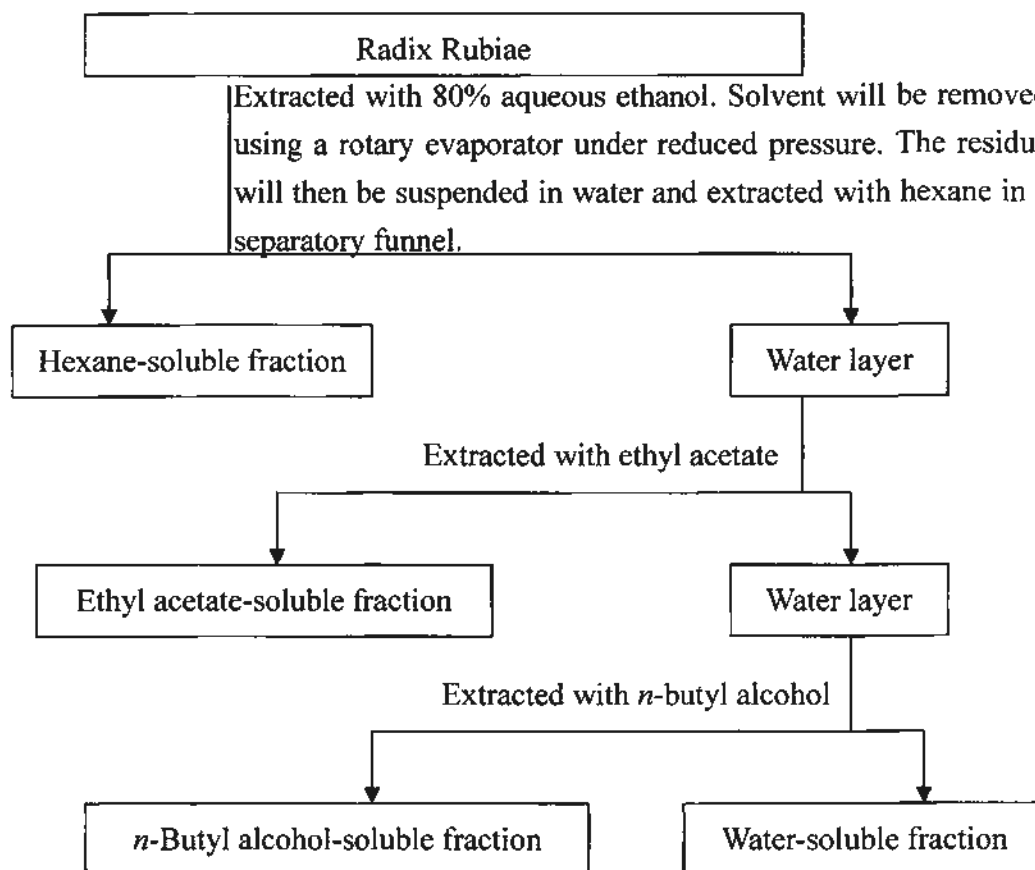 Radix Rubiae
Extracted with 80% aqueous ethanol. Solvent will be remove
using a rotary evaporator under reduced pressure. The residu
will then be suspended in water and extracted with hexane in
separatory funnel.
Hexane-soluble fraction
Water layer
Extracted with ethyl acetate
Ethyl acetate-soluble fraction
Water layer
Extracted with n-butyl alcohol
n-Butyl alcohol-soluble fraction
Water-soluble fraction